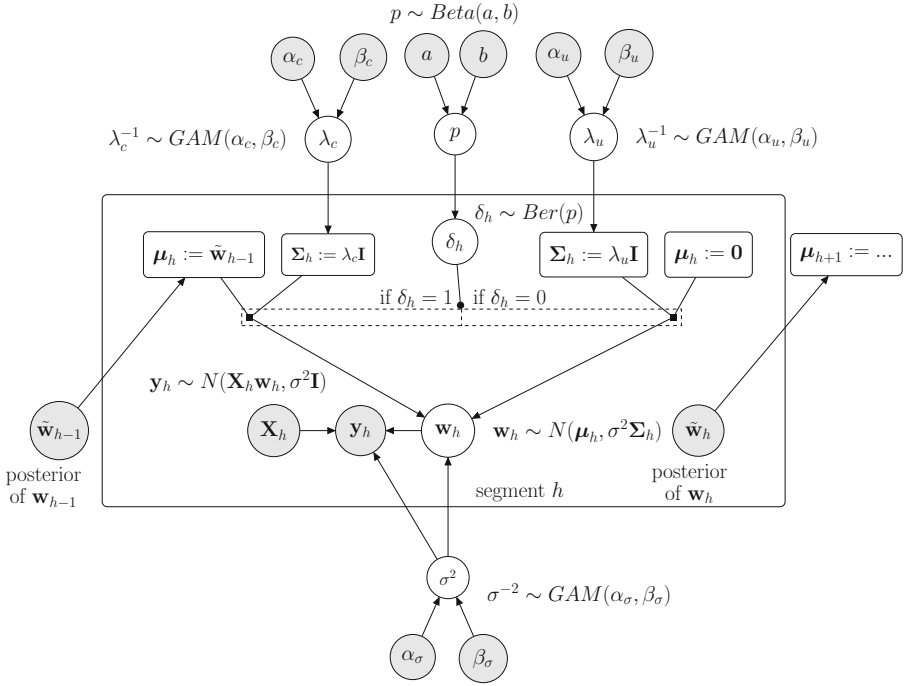 p ∼ Beta(a, b)
α_c β_c a b α_u β_u
λ_c^{-1} ∼ GAM(α_c, β_c) λ_c p λ_u λ_u^{-1} ∼ GAM(α_u, β_u)
δ_h ∼ Ber(p)
μ_h := w̃_{h−1} Σ_h := λ_c I δ_h Σ_h := λ_u I μ_h := 0 μ_{h+1} := ...
if δ_h = 1 if δ_h = 0
y_h ∼ N(X_h w_h, σ^2 I)
w̃_{h−1} X_h y_h w_h w_h ∼ N(μ_h, σ^2 Σ_h) w̃_h
posterior
of w_{h−1}
posterior
of w_h
segment h
σ^2 σ^{-2} ∼ GAM(α_σ, β_σ)
α_σ β_σ